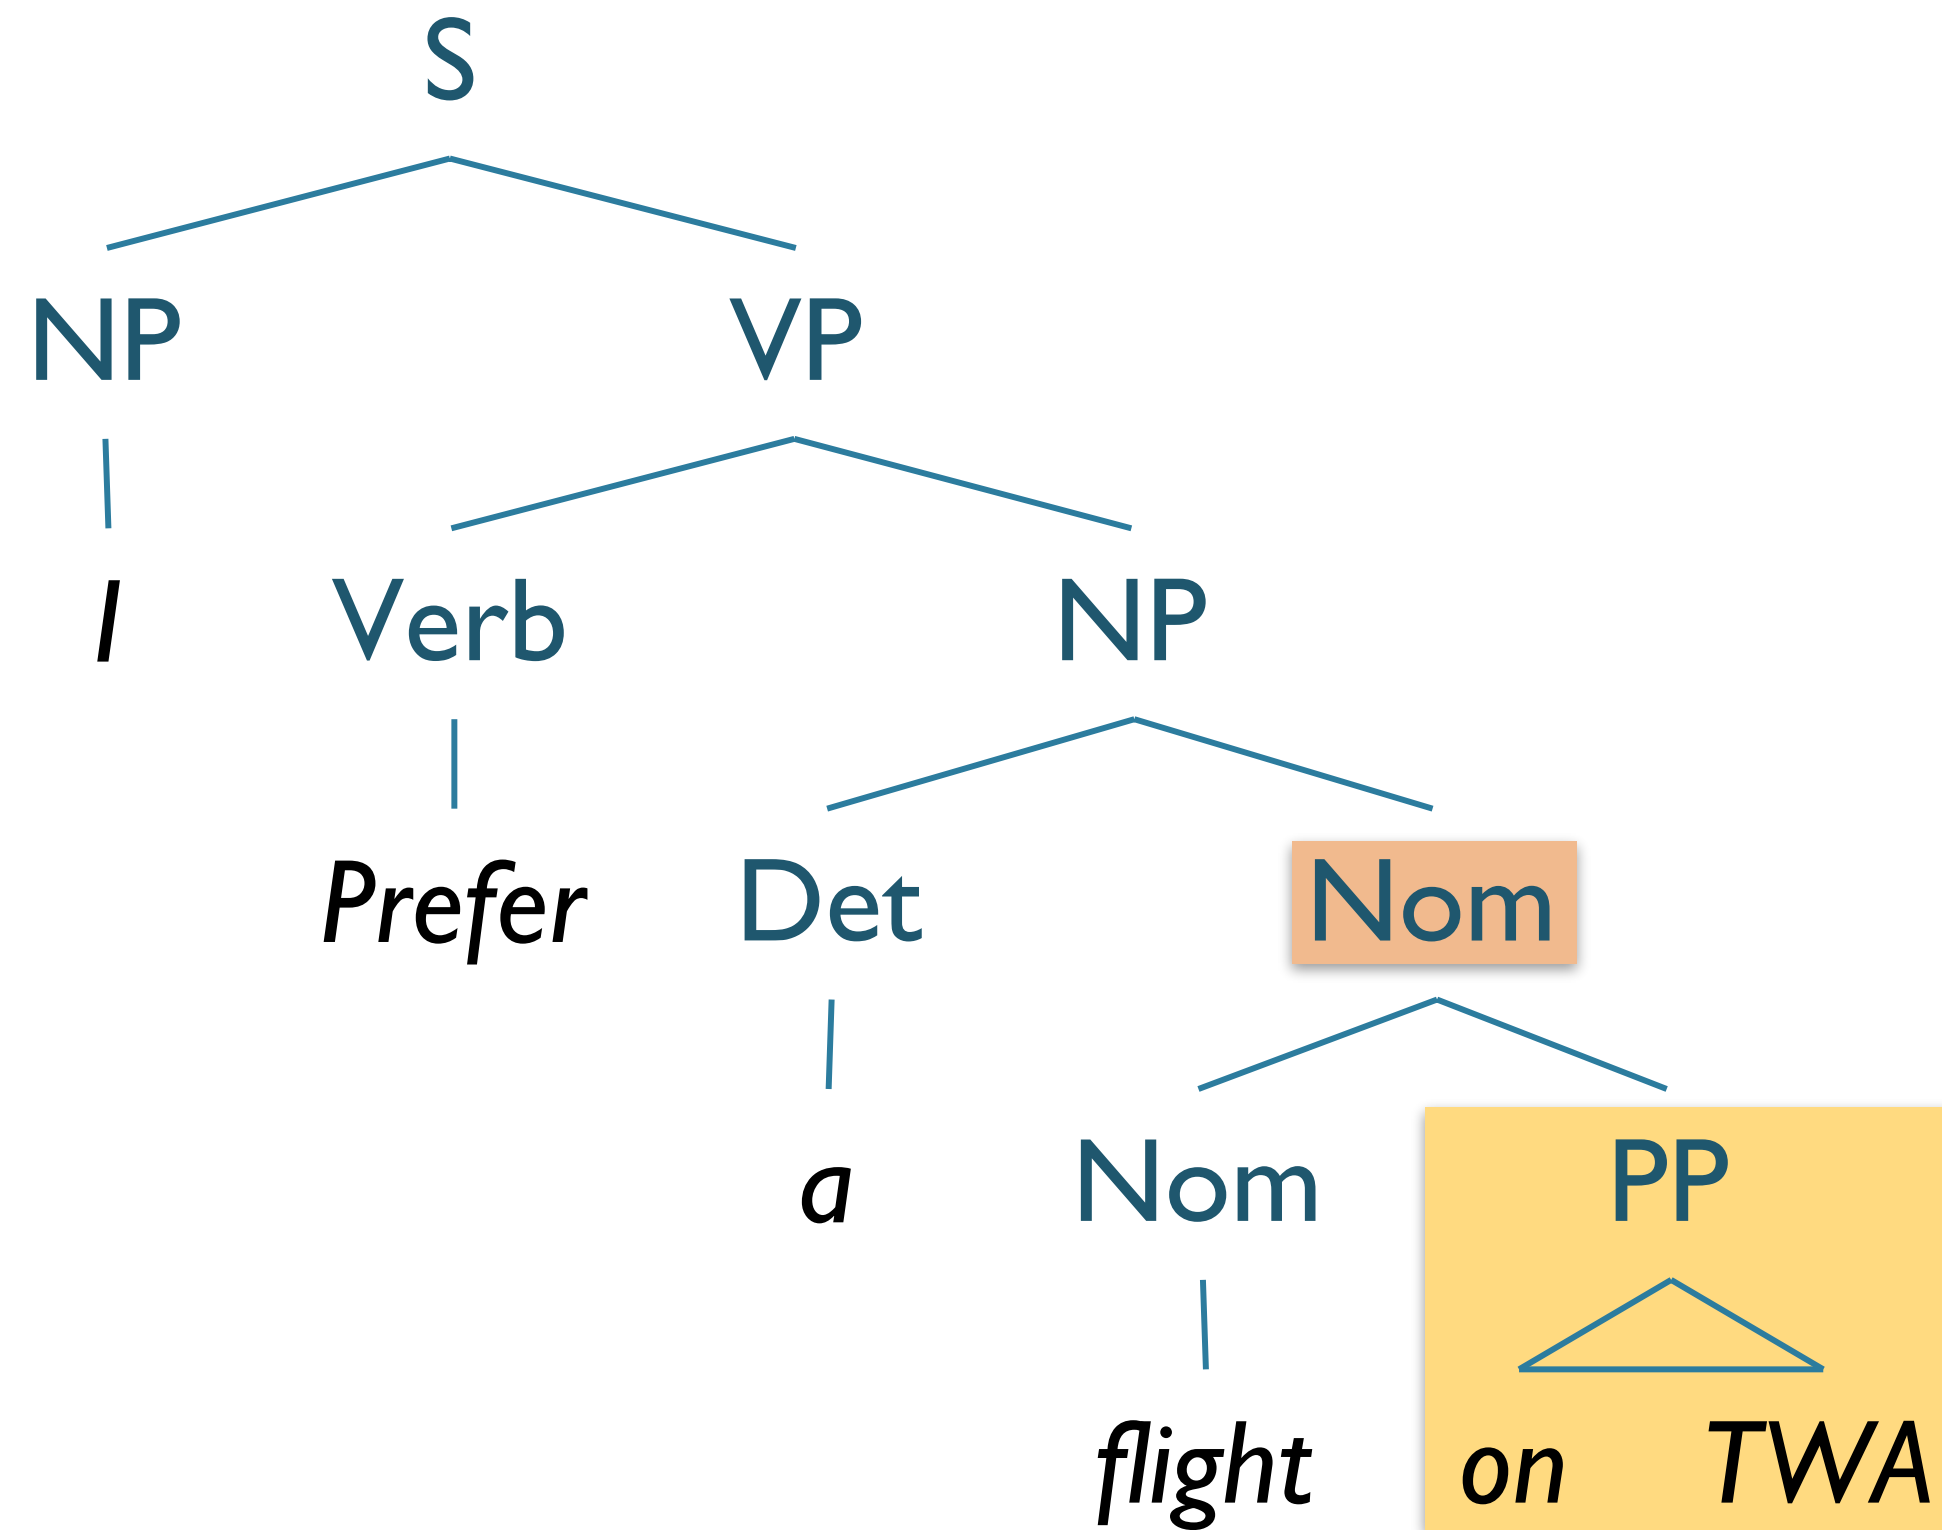 S
NP VP
I Verb NP
Prefer Det Nom
a Nom PP
flight on TWA